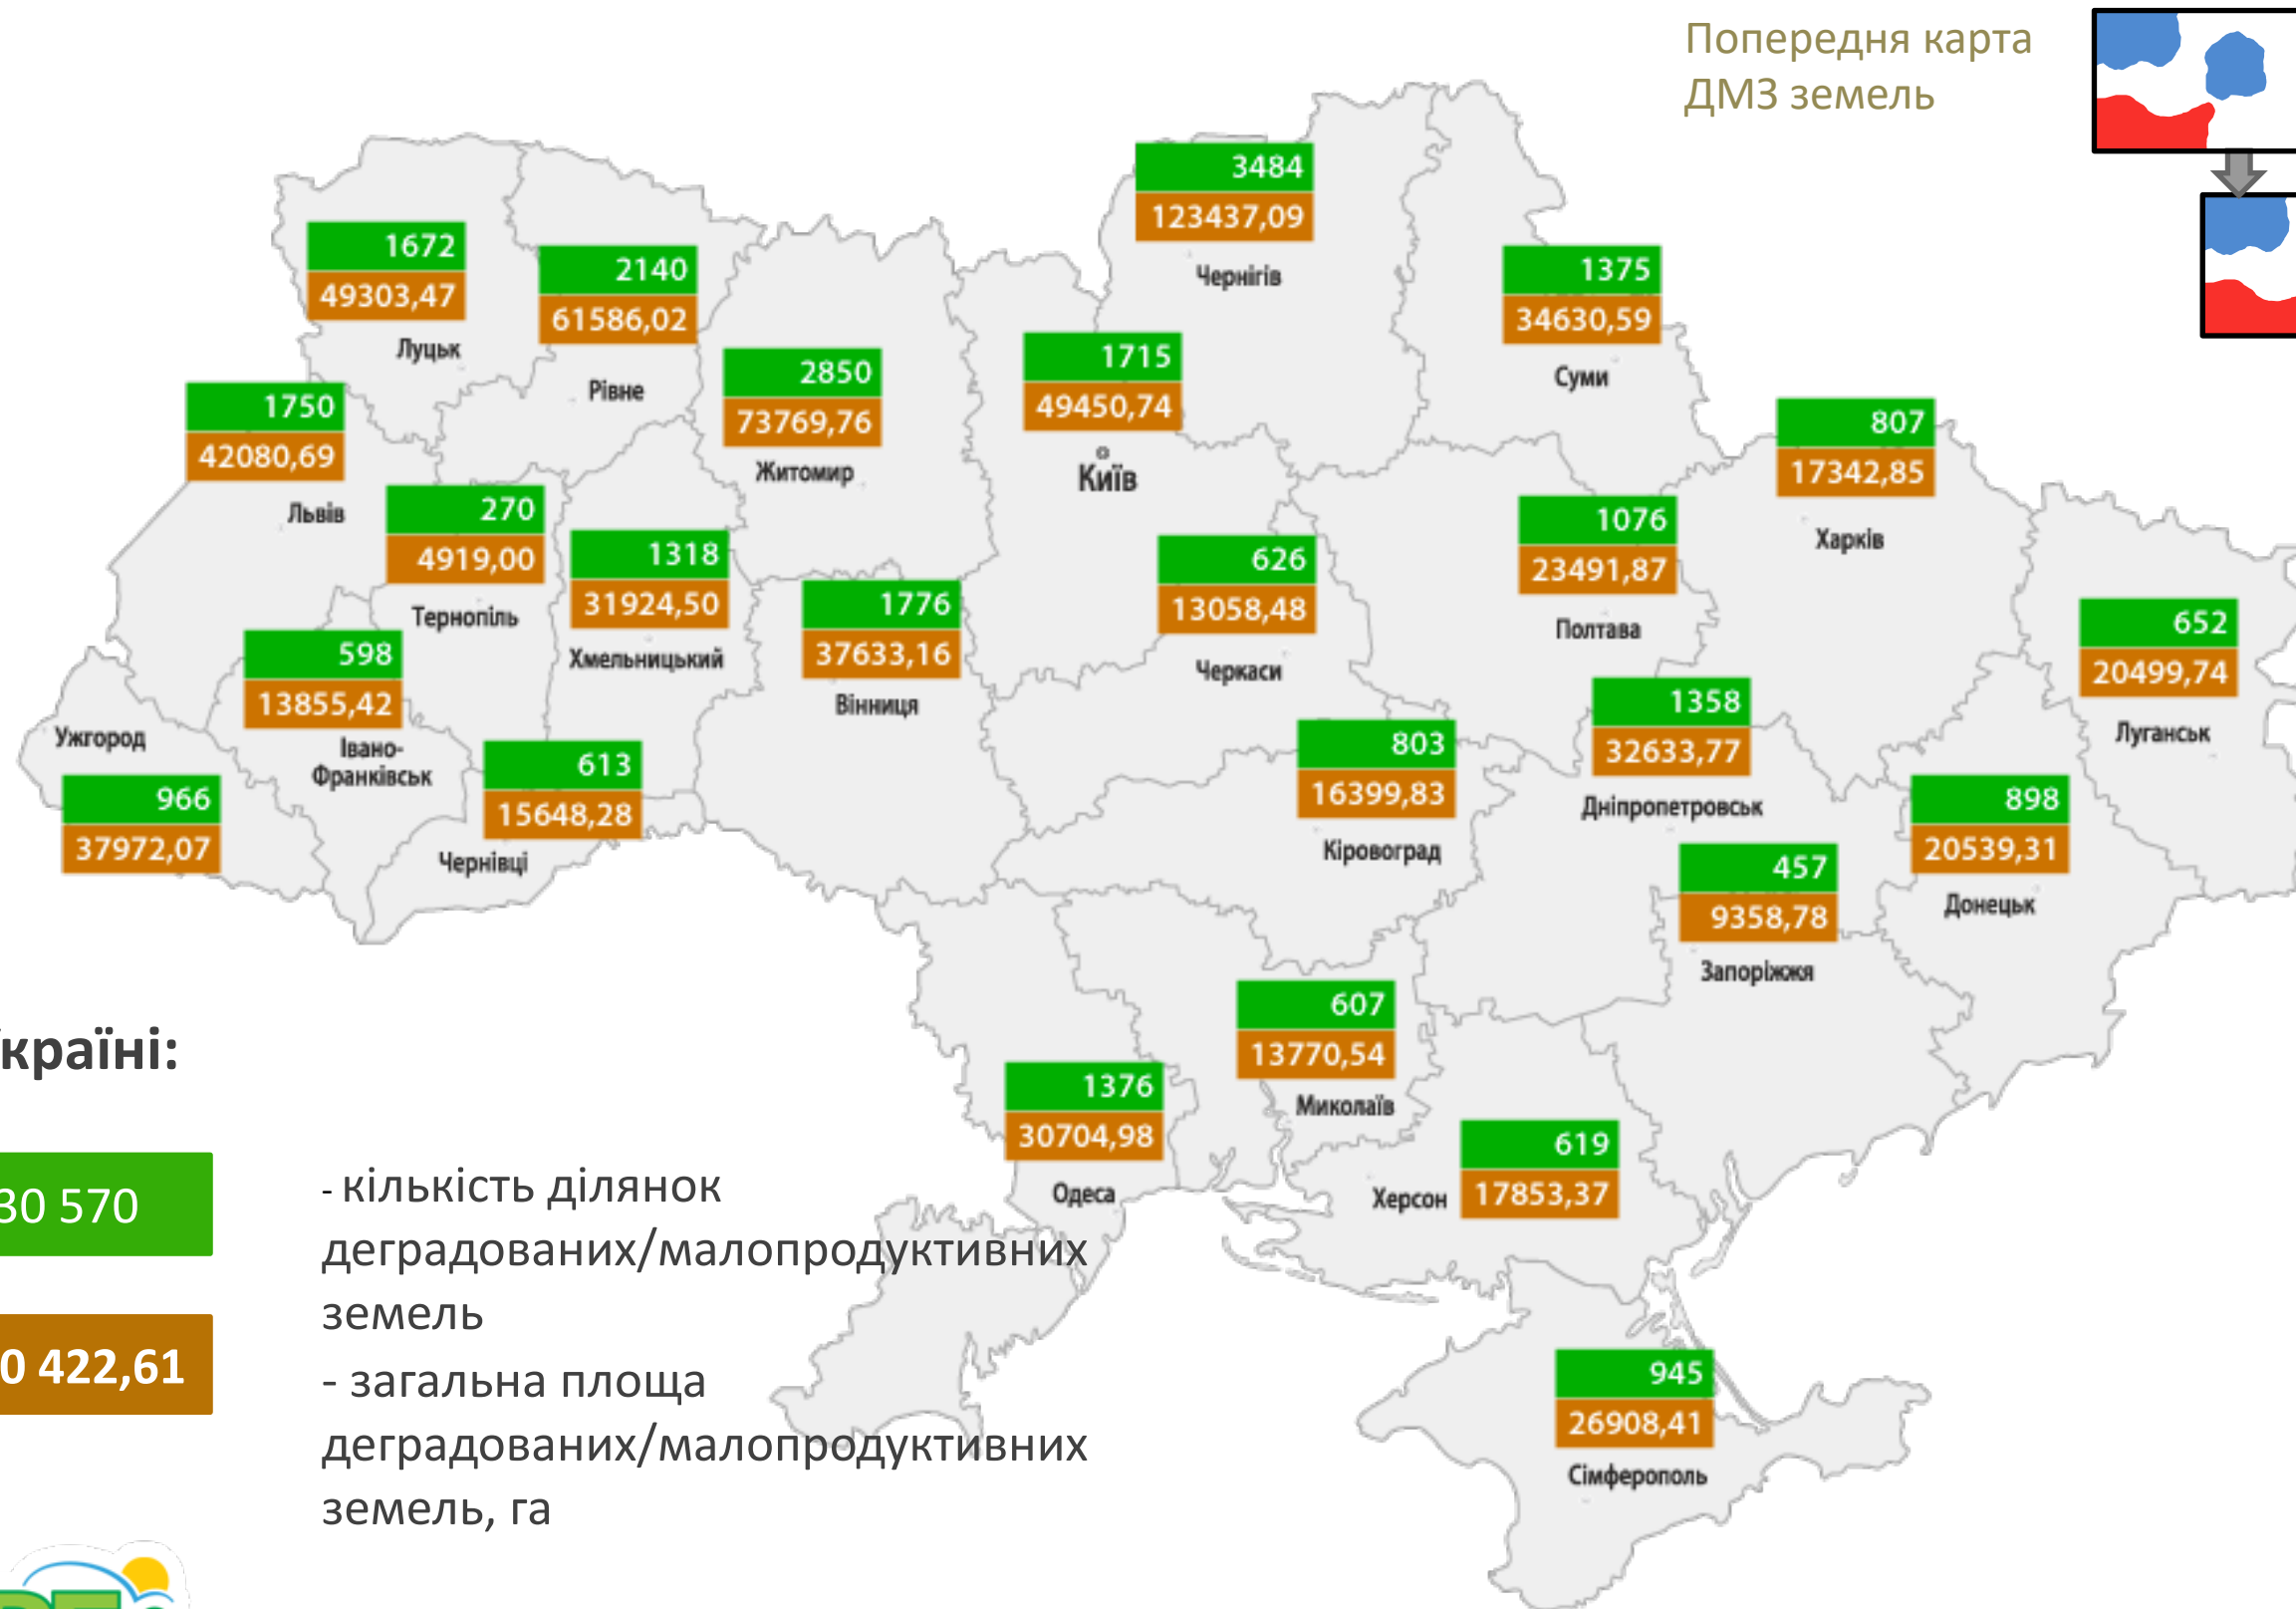 Попередня карта
ДМЗ земель
3484
123437,09
Чернігів
1672
49303,47
Луцьк
2140
61586,02
Рівне
1375
34630,59
Суми
2850
73769,76
Житомир
1715
49450,74
Київ
1750
42080,69
Львів
807
17342,85
Харків
270
4919,00
Тернопіль
1318
31924,50
Хмельницький
1776
37633,16
Вінниця
626
13058,48
Черкаси
1076
23491,87
Полтава
652
20499,74
Луганськ
598
13855,42
Івано-
Франківськ
Ужгород
966
37972,07
613
15648,28
Чернівці
803
16399,83
Кіровоград
1358
32633,77
Дніпропетровськ
898
20539,31
Донецьк
457
9358,78
Запоріжжя
607
13770,54
Миколаїв
1376
30704,98
Одеса
619
17853,37
Херсон
945
26908,41
Сімферополь
країні:
30 570
- кількість ділянок
деградованих/малопродуктивних
земель
0 422,61
- загальна площа
деградованих/малопродуктивних
земель, га